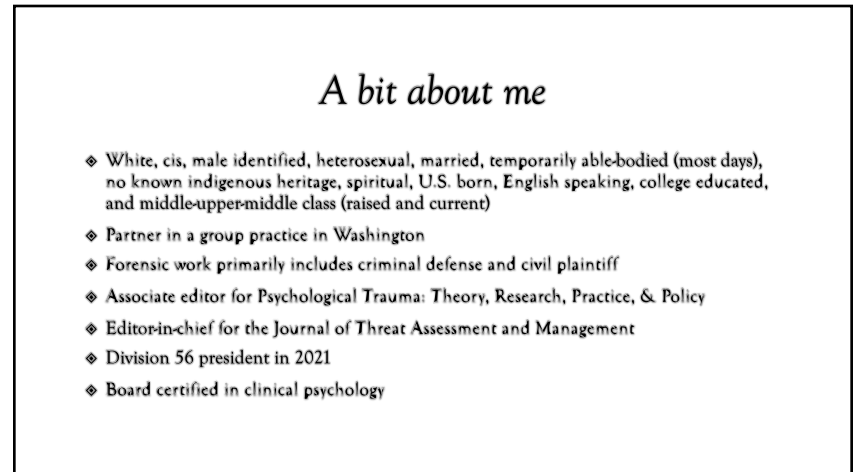 A bit about me
White, cis, male identified, heterosexual, married, temporarily able-bodied (most days),
no known indigenous heritage, spiritual, U.S. born, English speaking, college educated,
and middle-upper-middle class (raised and current)
Partner in a group practice in Washington
Forensic work primarily includes criminal defense and civil plaintiff
Associate editor for Psychological Trauma: Theory, Research, Practice, & Policy
Editor-in-chief for the Journal of Threat Assessment and Management
Division 56 president in 2021
Board certified in clinical psychology